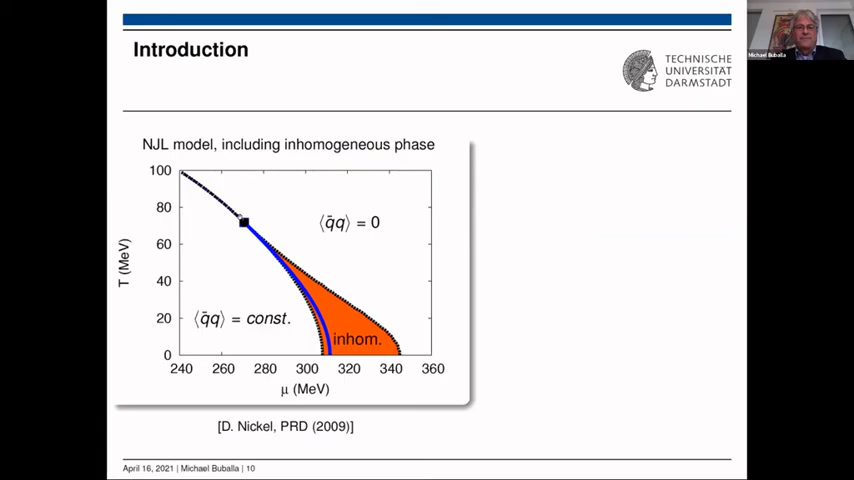 Introduction
TECHNISCHE
UNIVERSITÄT
DARMSTADT
Michael Buballa
NJL model, including inhomogeneous phase
100
80
60
40
20
0
T (MeV)
⟨q̄q⟩ = 0
⟨q̄q⟩ = const.
inhom.
240 260 280 300 320 340 360
μ (MeV)
[D. Nickel, PRD (2009)]
April 16, 2021 | Michael Buballa | 10